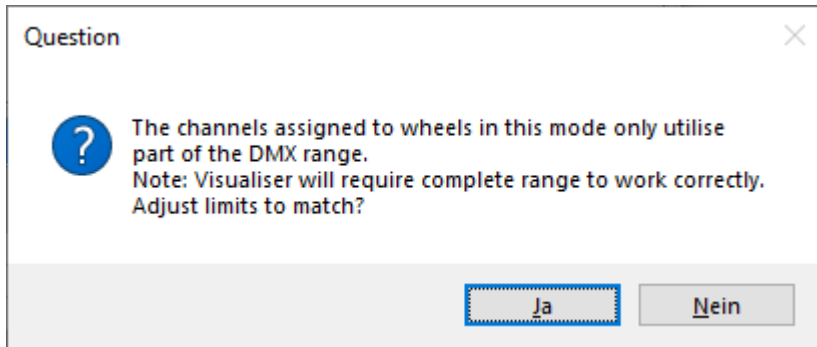 Question
The channels assigned to wheels in this mode only utilise
part of the DMX range.
Note: Visualiser will require complete range to work correctly.
Adjust limits to match?
Ja
Nein